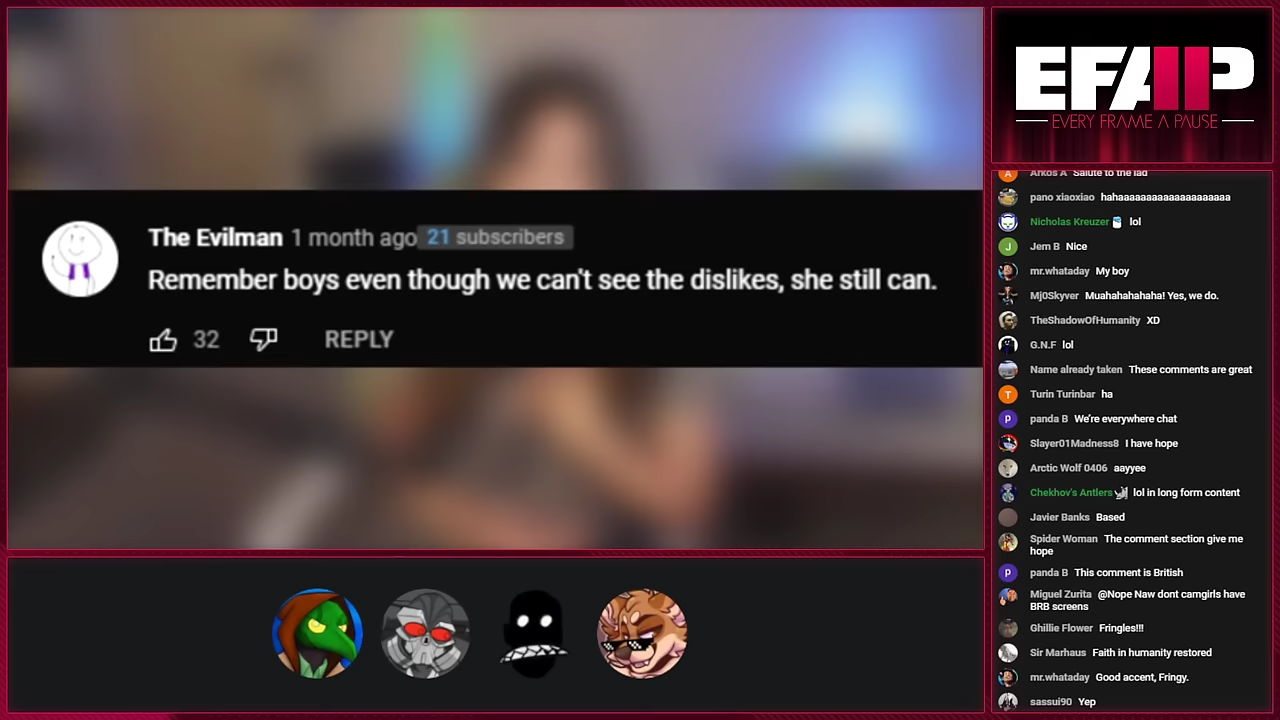 The Evilman 1 month ago 21 subscribers
Remember boys even though we can't see the dislikes, she still can.
32 REPLY
EFAP
EVERY FRAME A PAUSE
Arkos A Salute to the lad
pano xiaoxiao hahaaaaaaaaaaaaaaaaaaaa
Nicholas Kreuzer lol
Jem B Nice
mr.whataday My boy
Mj0Skyver Muahahahahaha! Yes, we do.
TheShadowOfHumanity XD
G.N.F lol
Name already taken These comments are great
T Turin Turinbar ha
P panda B We're everywhere chat
Slayer01Madness8 I have hope
Arctic Wolf 0406 aayyee
Chekhov's Antlers lol in long form content
Javier Banks Based
Spider Woman The comment section give me
hope
P panda B This comment is British
Miguel Zurita @Nope Naw dont camgirls have
BRB screens
Ghillie Flower Fringles!!!
Sir Marhaus Faith in humanity restored
mr.whataday Good accent, Fringy.
sassui90 Yep